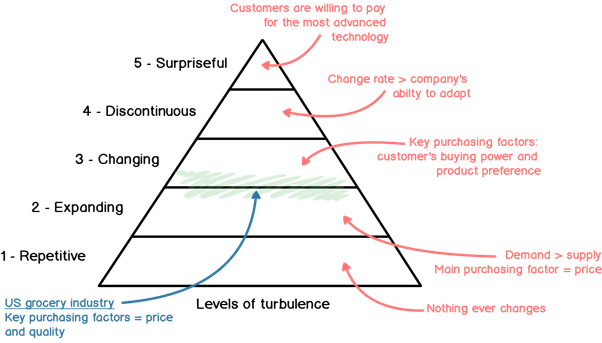 Customers are willing to pay
for the most advanced
technology
5 - Surpriseful
Change rate > company's
abilty to adapt
4 - Discontinuous
Key purchasing factors:
customer's buying power and
product preference
3 - Changing
2 - Expanding
Demand > supply
Main purchasing factor = price
1 - Repetitive
Nothing ever changes
US grocery industry
Key purchasing factors = price
and quality
Levels of turbulence